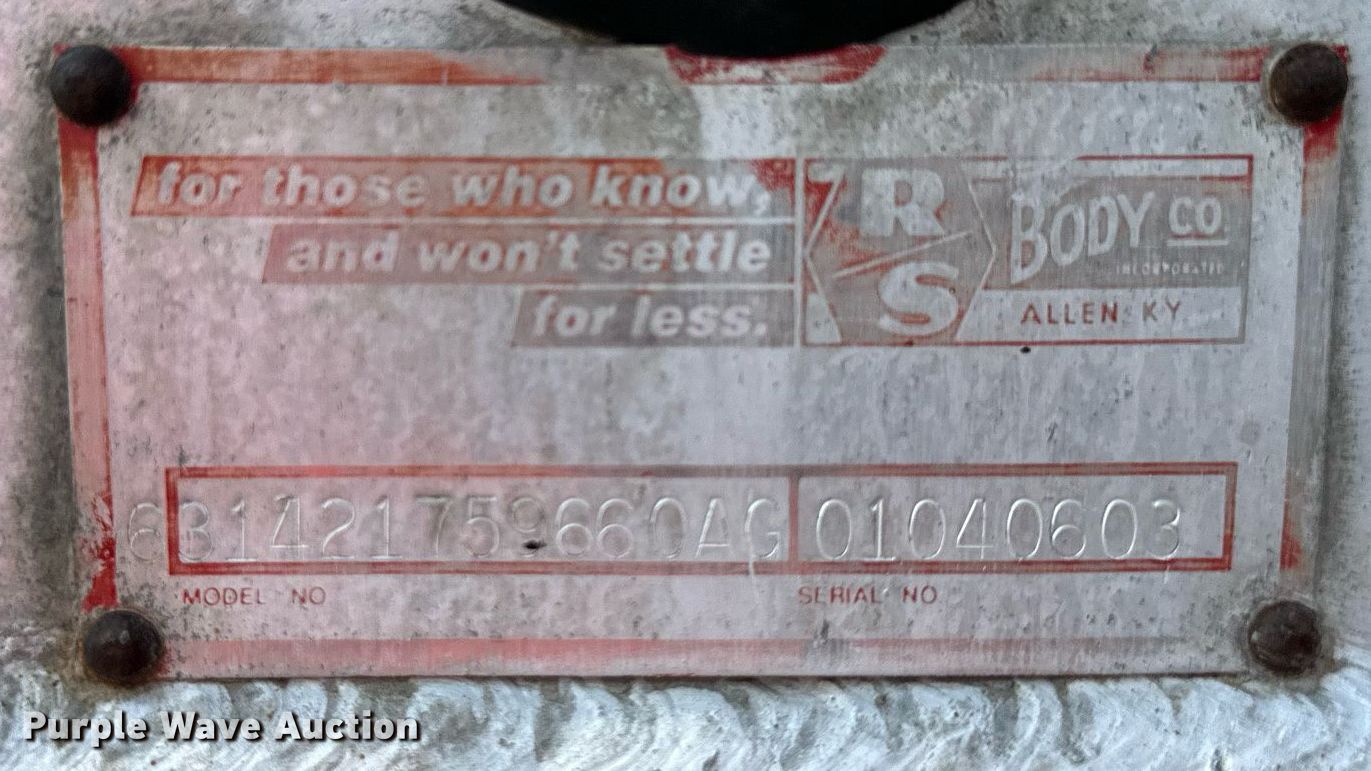 for those who know,
and won't settle
for less.
R/S
BODY CO
INCORPORATED
ALLEN KY
631421759660AG
01040603
MODEL NO
SERIAL NO
Purple Wave Auction